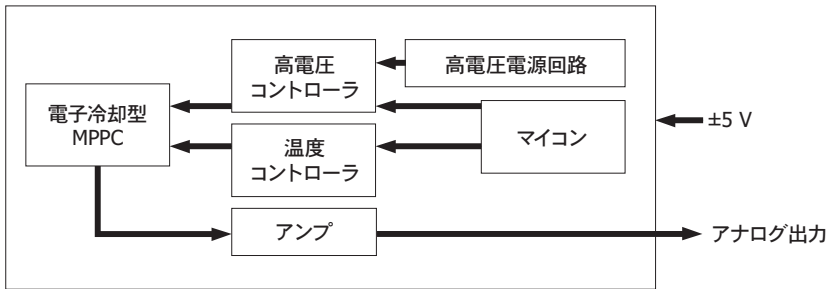 高電圧
コントローラ
高電圧電源回路
電子冷却型
MPPC
マイコン
±5 V
温度
コントローラ
アンプ
アナログ出力